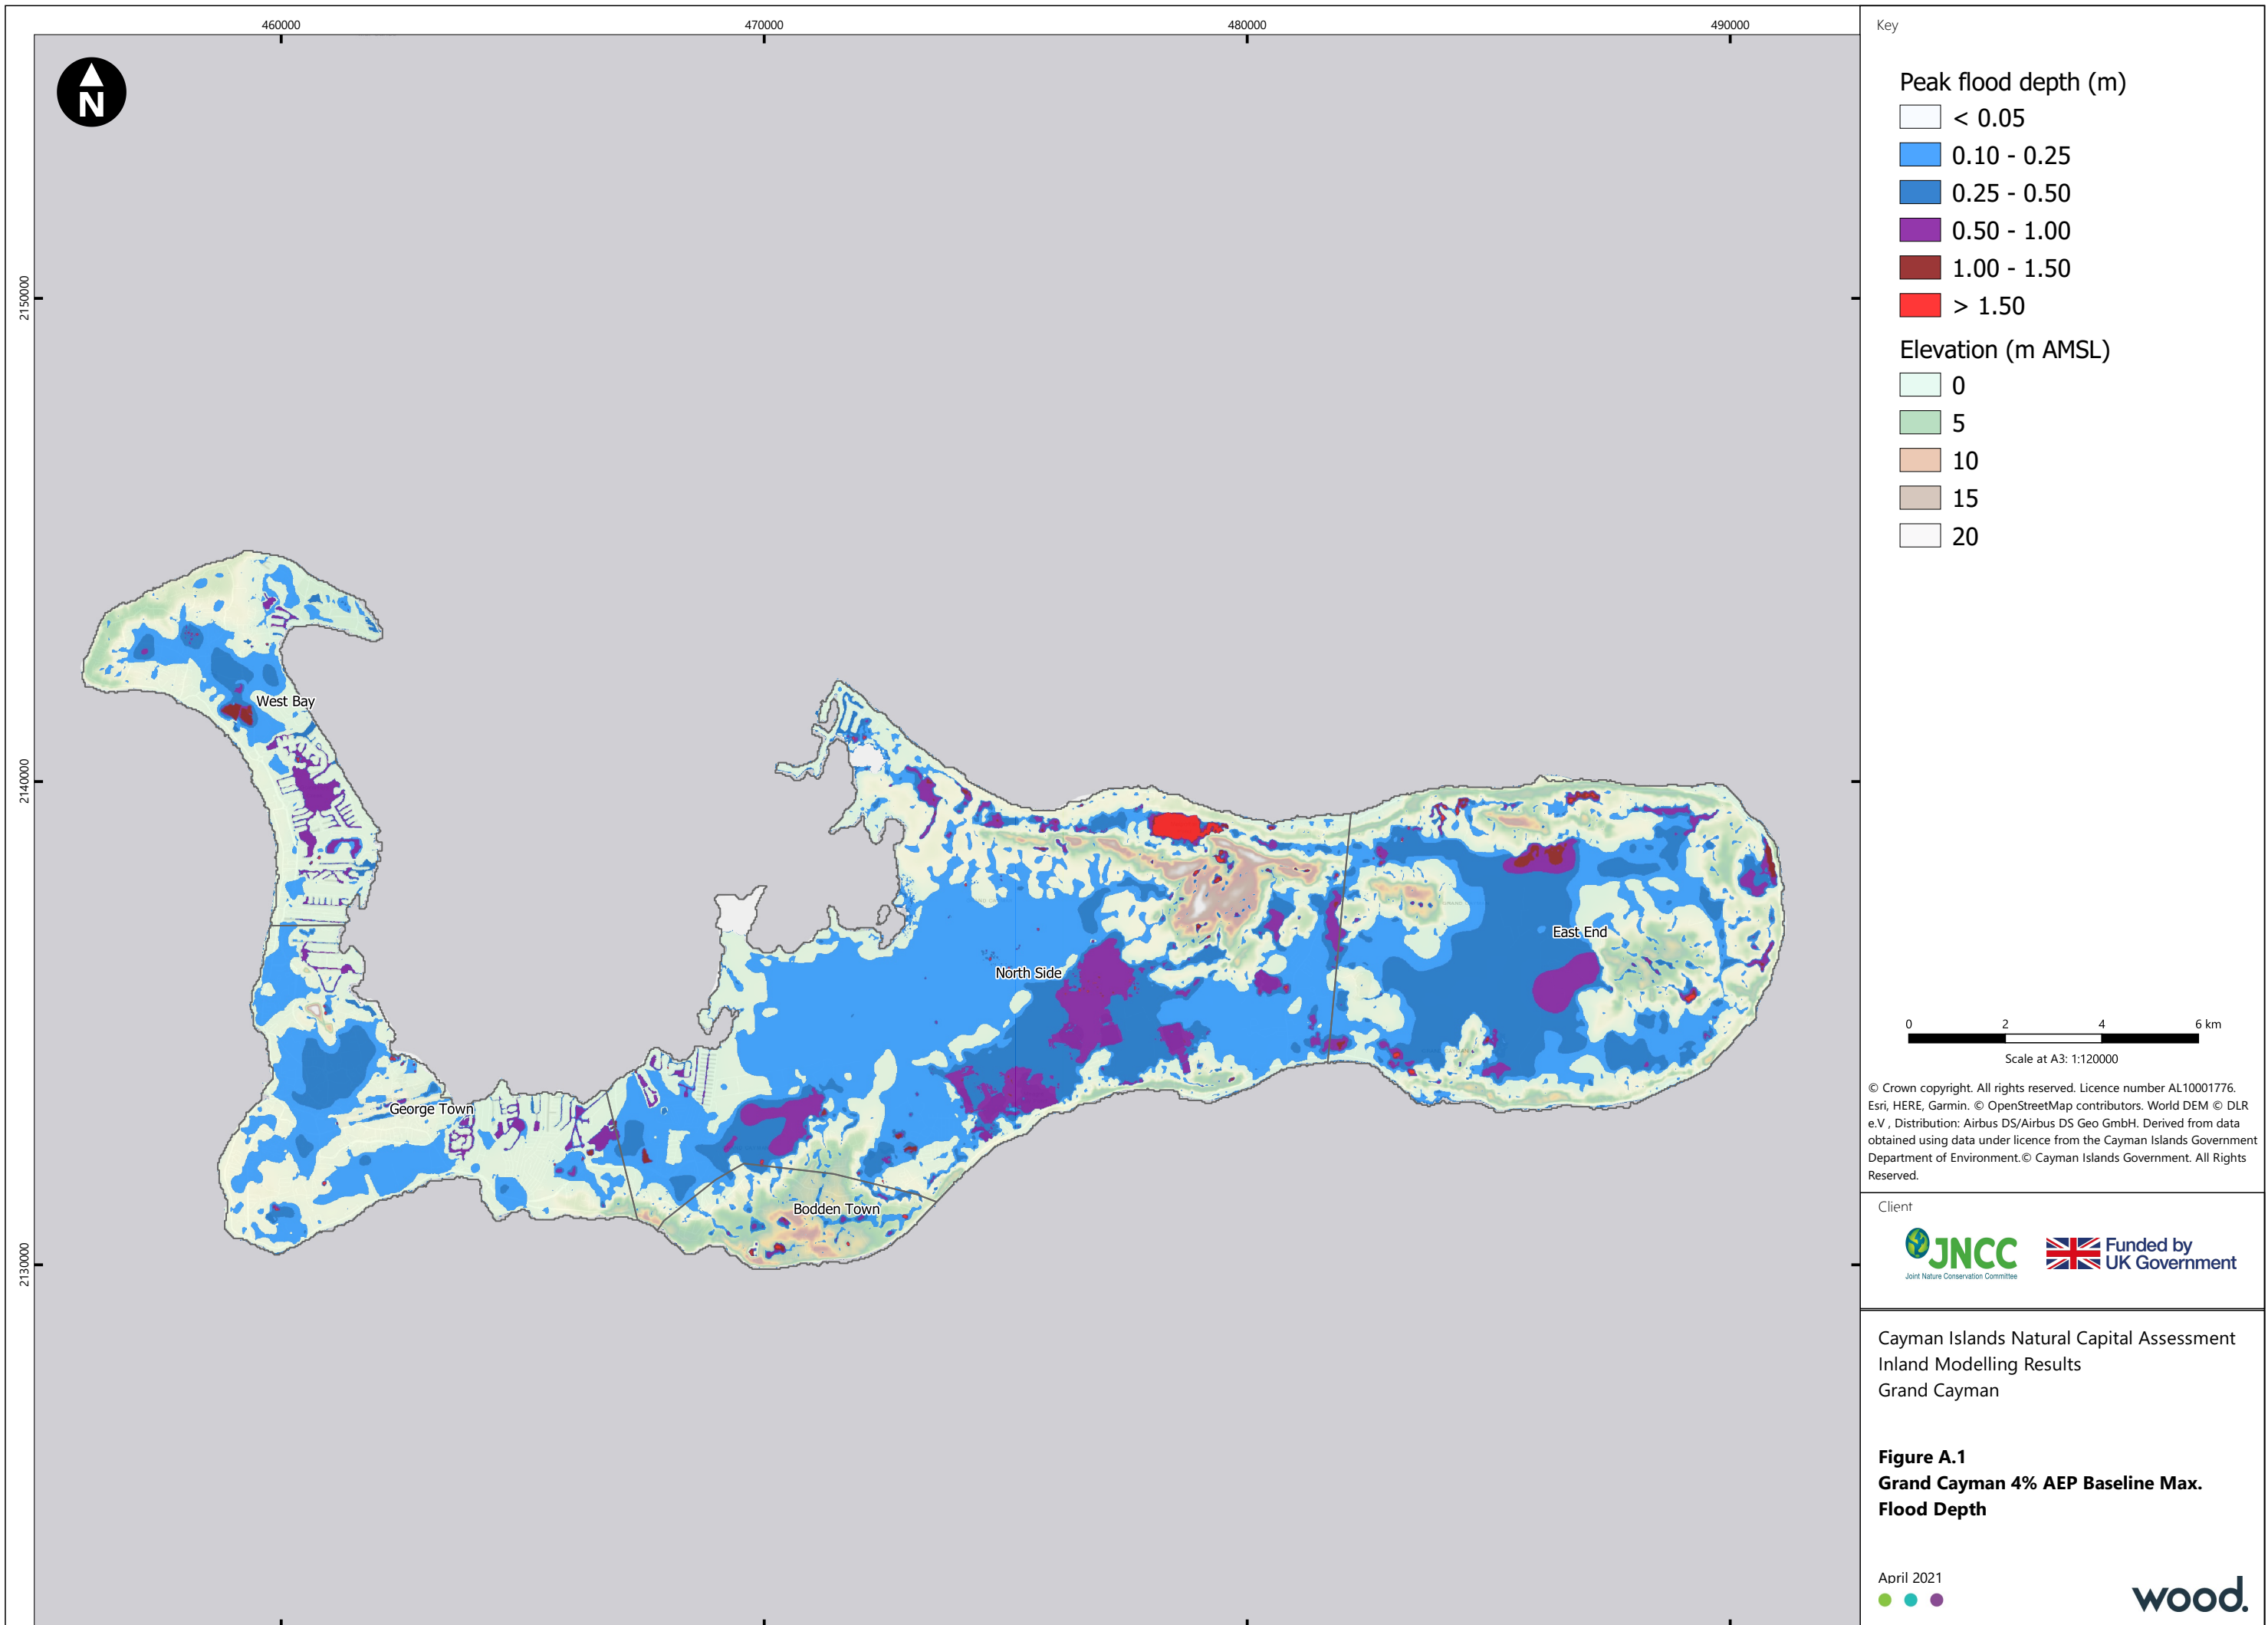 460000
470000
480000
490000
2150000
2140000
2130000
N
West Bay
George Town
North Side
East End
Bodden Town
Key
Peak flood depth (m)
< 0.05
0.10 - 0.25
0.25 - 0.50
0.50 - 1.00
1.00 - 1.50
> 1.50
Elevation (m AMSL)
0
5
10
15
20
0 2 4 6 km
Scale at A3: 1:120000
© Crown copyright. All rights reserved. Licence number AL10001776.
Esri, HERE, Garmin. © OpenStreetMap contributors. World DEM © DLR
e.V , Distribution: Airbus DS/Airbus DS Geo GmbH. Derived from data
obtained using data under licence from the Cayman Islands Government
Department of Environment.© Cayman Islands Government. All Rights
Reserved.
Client
JNCC
Joint Nature Conservation Committee
Funded by
UK Government
Cayman Islands Natural Capital Assessment
Inland Modelling Results
Grand Cayman
Figure A.1
Grand Cayman 4% AEP Baseline Max.
Flood Depth
April 2021
wood.